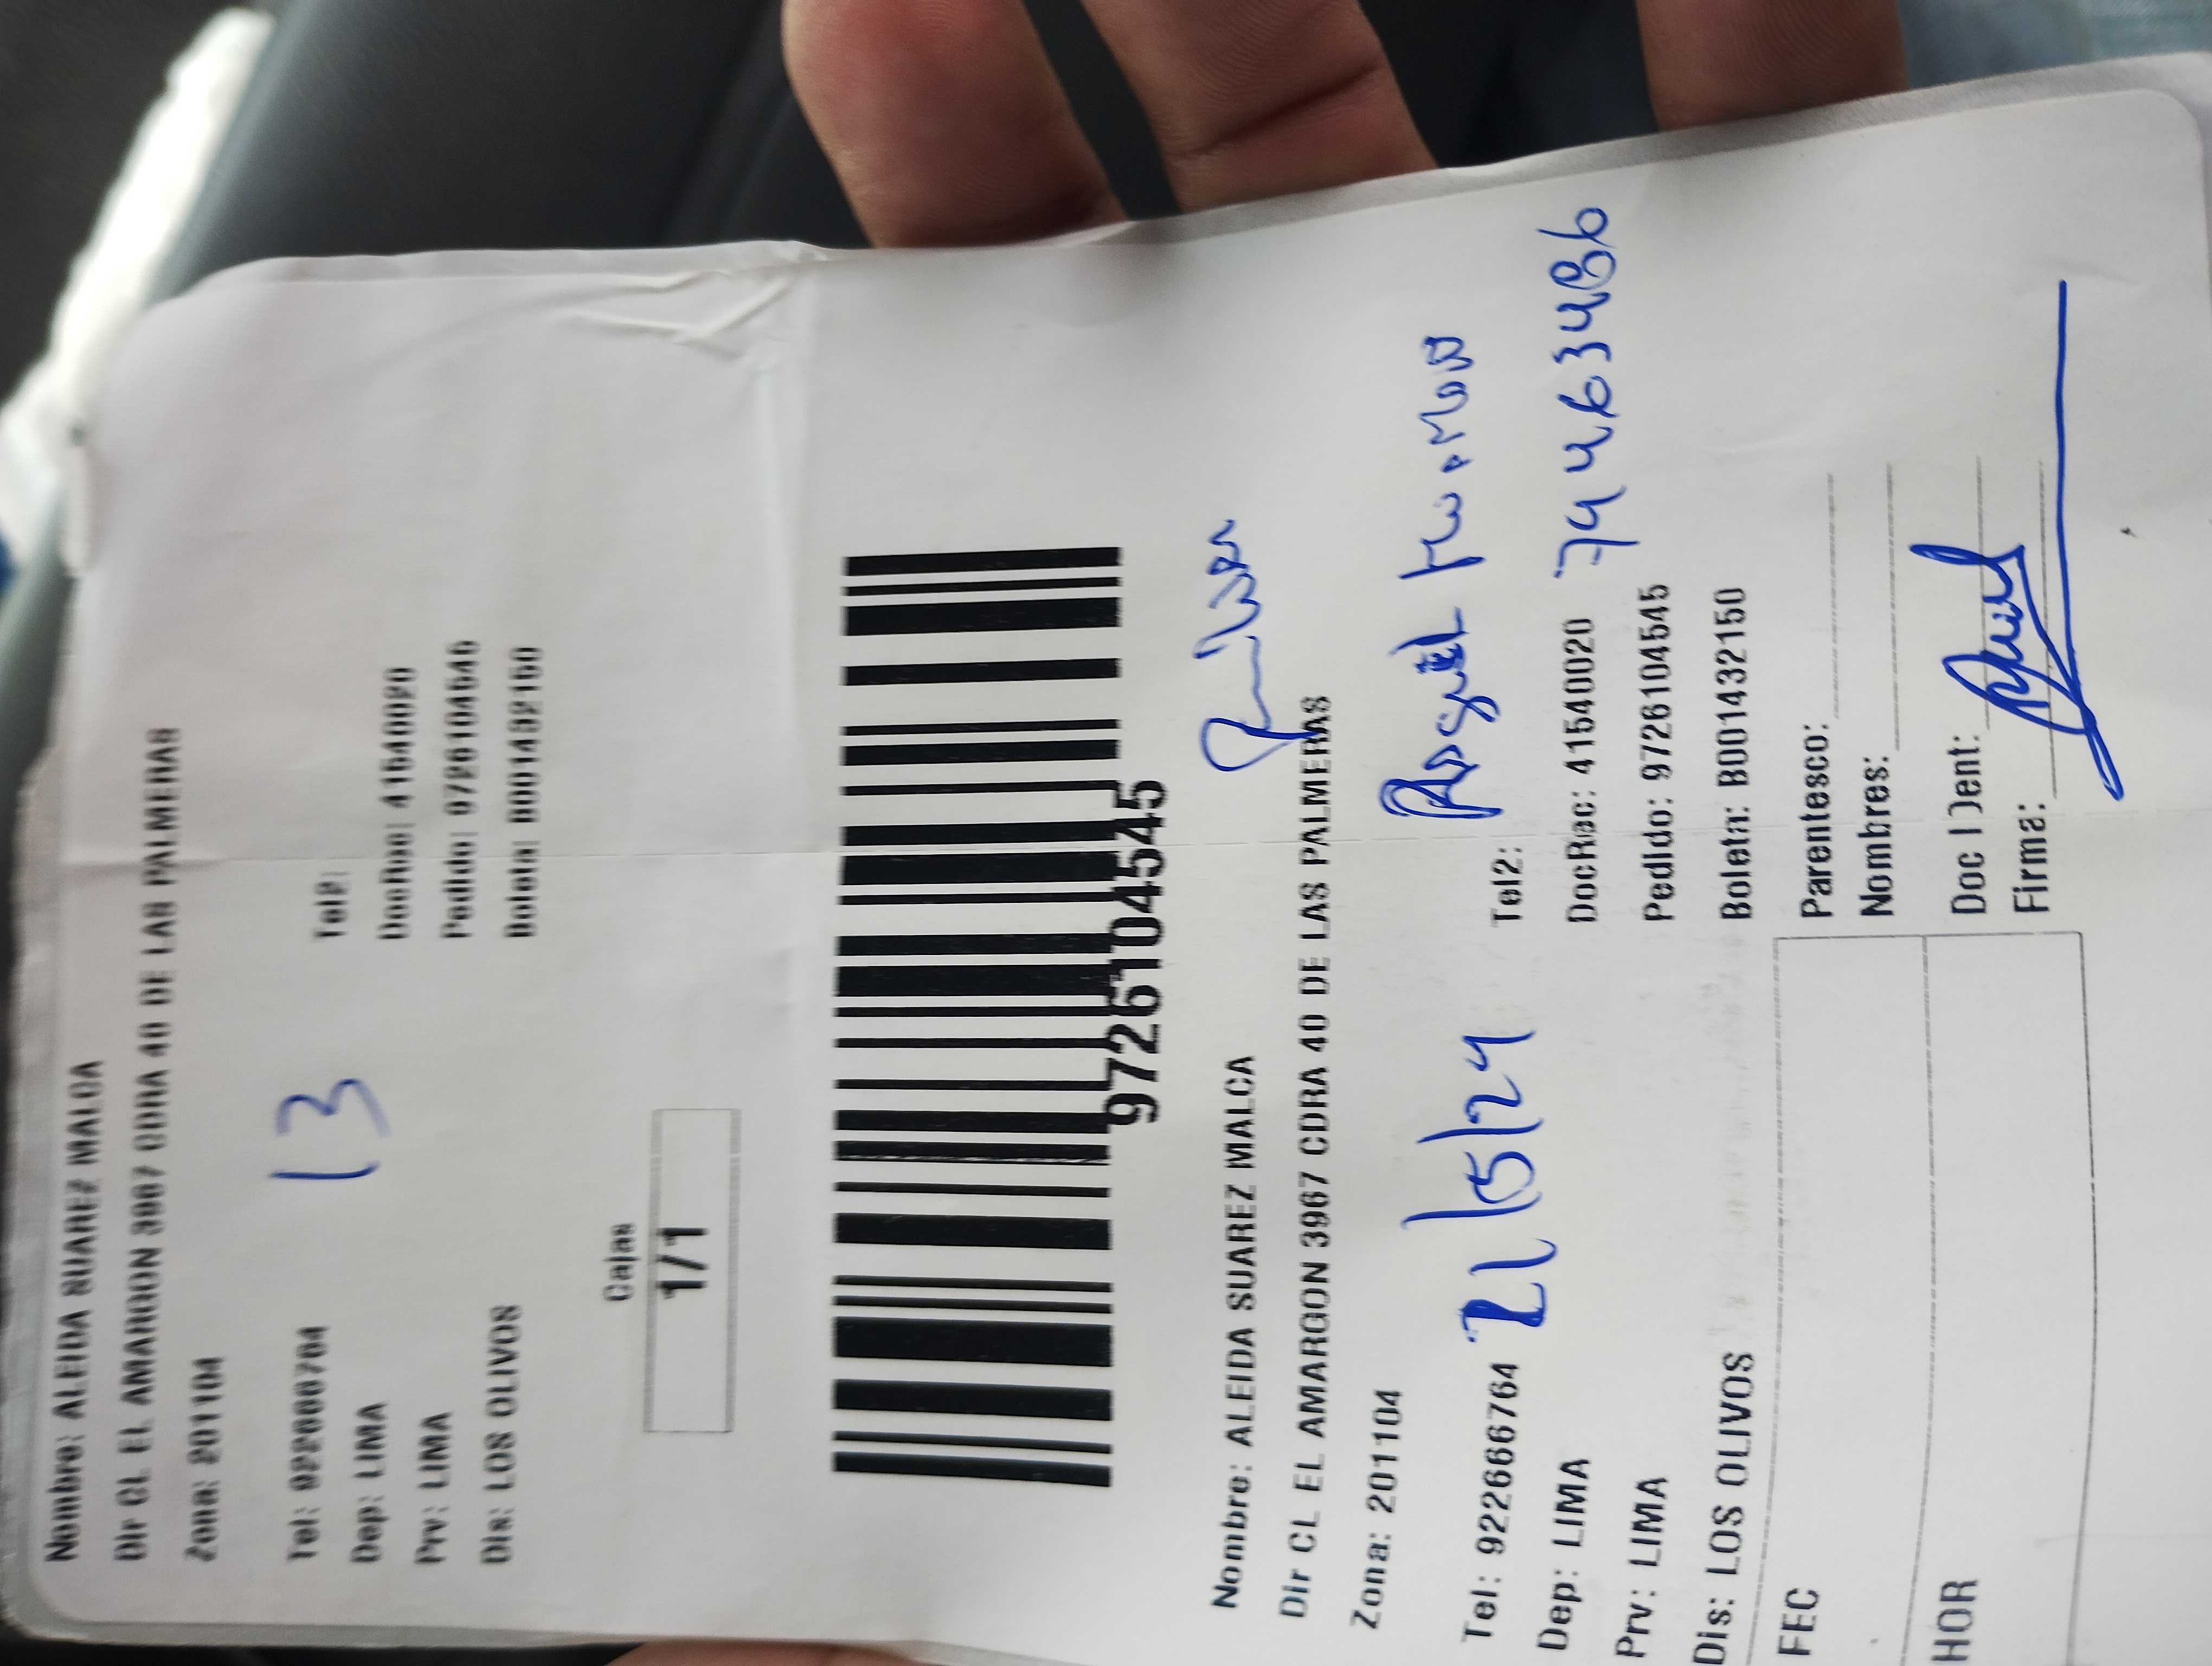 Nombre: ALEIDA SUAREZ MALCA
Dir CL EL AMARGON 3967 CDRA 40 DE LAS PALMERAS
Zona: 201104
13
Tel: 922666764 Tel2:
Dep: LIMA DocRec: 41540020
Prv: LIMA Pedido: 97261104545
Dis: LOS OLIVOS Boleta: B001432150
Cajas
1/1
97261104545
Nombre: ALEIDA SUAREZ MALCA
Dir CL EL AMARGON 3967 CDRA 40 DE LAS PALMERAS
Zona: 201104
Tel: 922666764 21/5/24 Tel2:
Dep: LIMA DocRec: 41540020 74463486
Prv: LIMA Pedido: 97261104545
Dis: LOS OLIVOS Boleta: B001432150
FEC Parentesco:
Nombres:
HOR Doc Ident:
Firma: